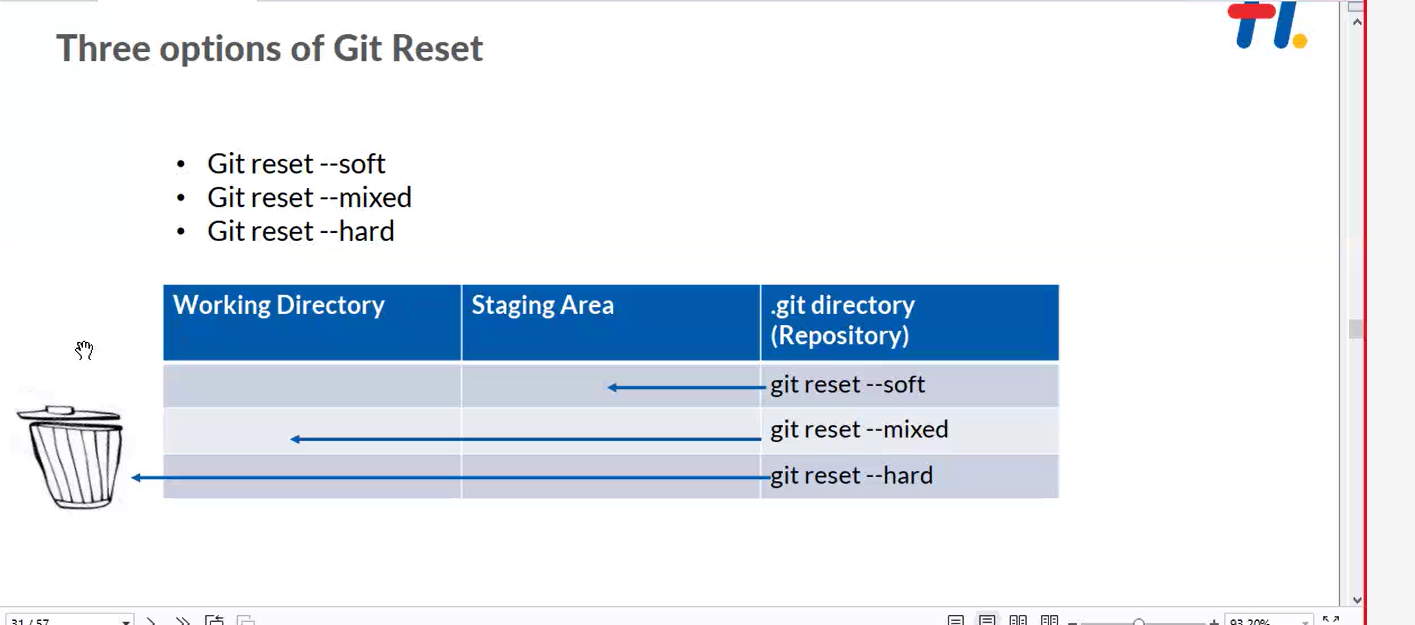 Three options of Git Reset
• Git reset --soft
• Git reset --mixed
• Git reset --hard
Working Directory
Staging Area
.git directory
(Repository)
git reset --soft
git reset --mixed
git reset --hard
31 / 57
93.20%